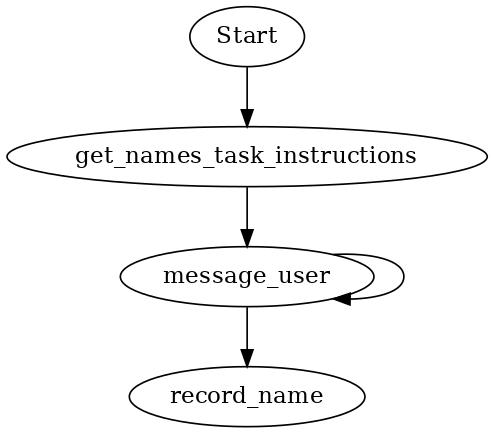 Start
get_names_task_instructions
message_user
record_name